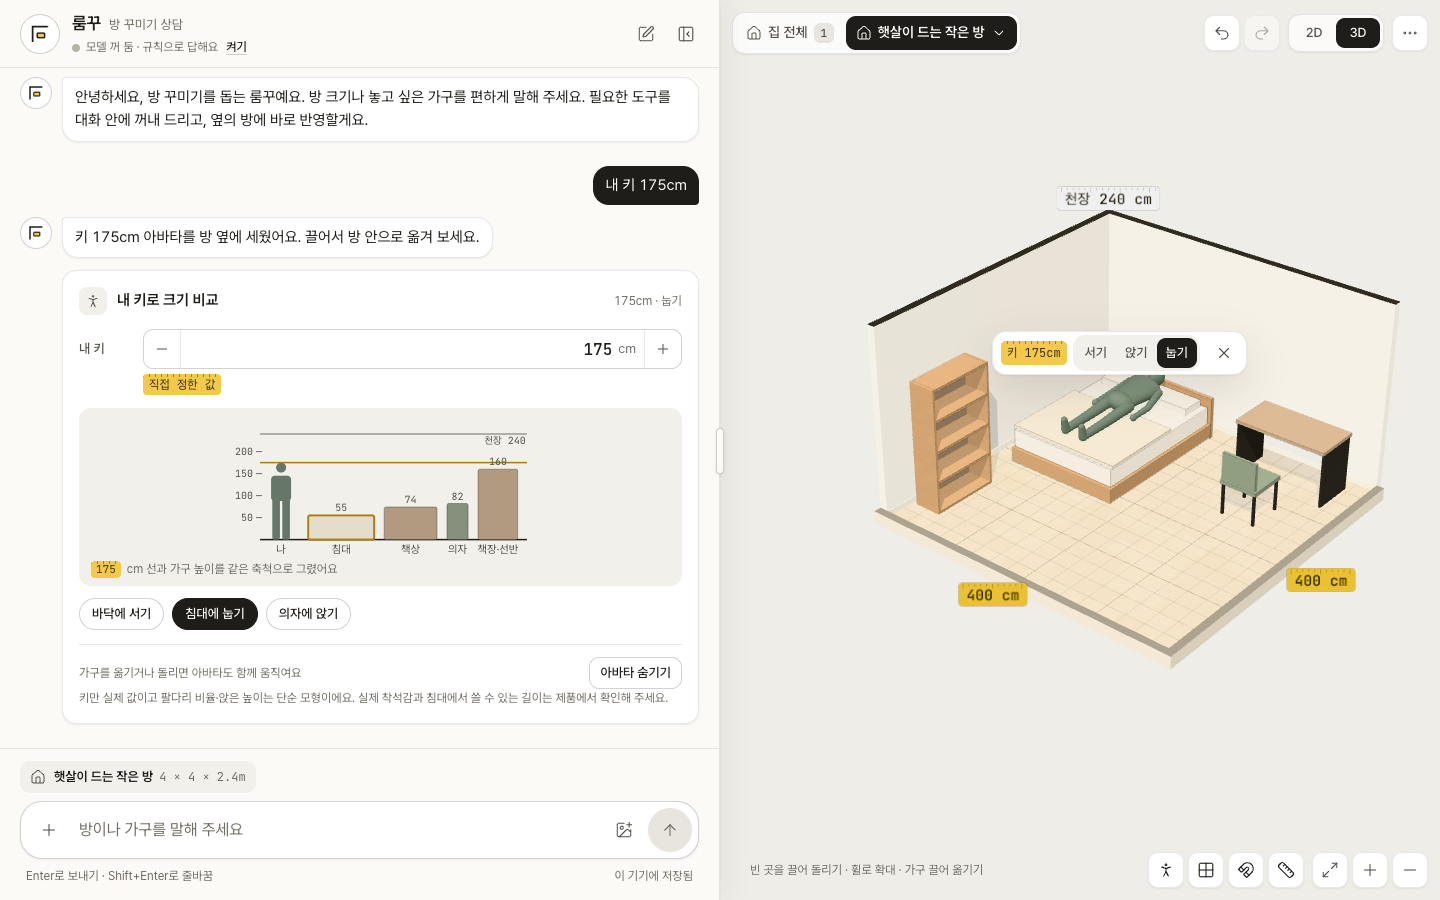 룸꾸 방 꾸미기 상담
모델 꺼 둠 · 규칙으로 답해요 켜기
안녕하세요, 방 꾸미기를 돕는 룸꾸예요. 방 크기나 놓고 싶은 가구를 편하게 말해 주세요. 필요한 도구를
대화 안에 꺼내 드리고, 옆의 방에 바로 반영할게요.
내 키 175cm
키 175cm 아바타를 방 옆에 세웠어요. 끌어서 방 안으로 옮겨 보세요.
내 키로 크기 비교
175cm · 눕기
내 키
175 cm
직접 정한 값
천장 240
200
150
100
50
55
74
82
160
나
침대
책상
의자
책장·선반
175 cm 선과 가구 높이를 같은 축척으로 그렸어요
바닥에 서기
침대에 눕기
의자에 앉기
가구를 옮기거나 돌리면 아바타도 함께 움직여요
아바타 숨기기
키만 실제 값이고 팔다리 비율·앉은 높이는 단순 모형이에요. 실제 착석감과 침대에서 쓸 수 있는 길이는 제품에서 확인해 주세요.
햇살이 드는 작은 방 4 × 4 × 2.4m
방이나 가구를 말해 주세요
Enter로 보내기 · Shift+Enter로 줄바꿈
이 기기에 저장됨
집 전체 1
햇살이 드는 작은 방
2D
3D
천장 240 cm
키 175cm
서기
앉기
눕기
400 cm
400 cm
빈 곳을 끌어 돌리기 · 휠로 확대 · 가구 끌어 옮기기